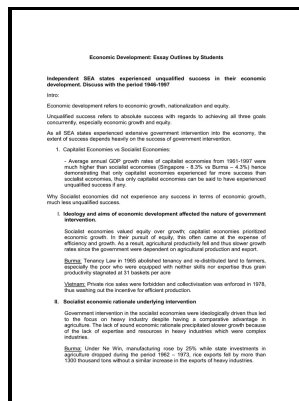 Economic Development: Essay Outlines by Students
Independent SEA states experienced unqualified success in their economic
development. Discuss with the period 1946-1997
Intro:
Economic development refers to economic growth, nationalization and equity.
Unqualified success refers to absolute success with regards to achieving all three goals
concurrently, especially economic growth and equity.
As all SEA states experienced extensive government intervention into the economy,
the extent of success depends heavily on the success of government intervention.
1. Capitalist Economies vs Socialist Economies:
- Average annual GDP growth rates of capitalist economies from 1961-1997 were
much higher than socialist economies (Singapore - 8.3% vs Burma – 4.3%) hence
demonstrating that only capitalist economies experienced far more success than
socialist economies, thus only capitalist economies can be said to have experienced
unqualified success if any.
Why Socialist economies did not experience any success in terms of economic growth,
much less unqualified success.
I. Ideology and aims of economic development affected the nature of government
intervention.
Socialist economies valued equity over growth; capitalist economies prioritized
economic growth. In their pursuit of equity, this often came at the expense of
efficiency and growth. As a result, agricultural productivity fell and thus slower growth
rates since the government were dependent on agricultural production and export.
Burma: Tenancy Law in 1965 abolished tenancy and re-distributed land to farmers,
especially the poor who were equipped with neither skills nor expertise thus grain
productivity stagnated at 31 baskets per acre
Vietnam: Private rice sales were forbidden and collectivisation was enforced in 1978,
thus washing out the incentive for efficient production.
II. Socialist economic rationale underlying intervention
Government intervention in the socialist economies were ideologically driven thus led
to the focus on heavy industry despite having a comparative advantage in
agriculture. The lack of sound economic rationale precipitated slower growth because
of the lack of expertise and resources in heavy industries which were complex
industries.
Burma: Under Ne Win, manufacturing rose by 25% while state investments in
agriculture dropped during the period 1962 – 1973, rice exports fell by more than
1300 thousand tons without a similar increase in the exports of heavy industries.